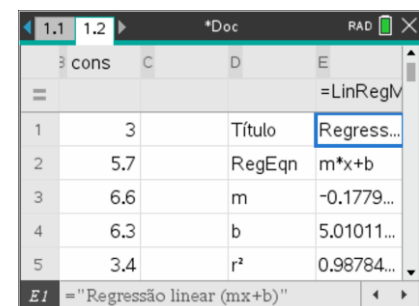 1.1 1.2 *Doc RAD
B cons C D E
= =LinRegM
1 3 Título Regress...
2 5.7 RegEqn m*x+b
3 6.6 m -0.1779...
4 6.3 b 5.01011...
5 3.4 r² 0.98784...
E1 ="Regressão linear (mx+b)"